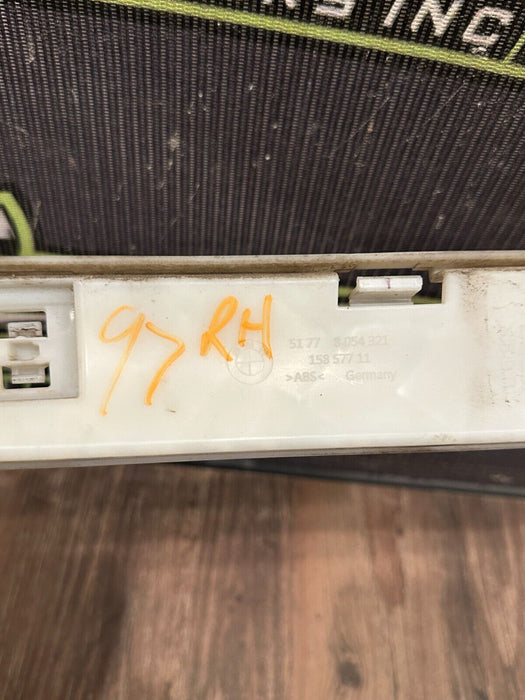 97 RH
51 77 8 054 321
158 577 11
>ABS< Germany